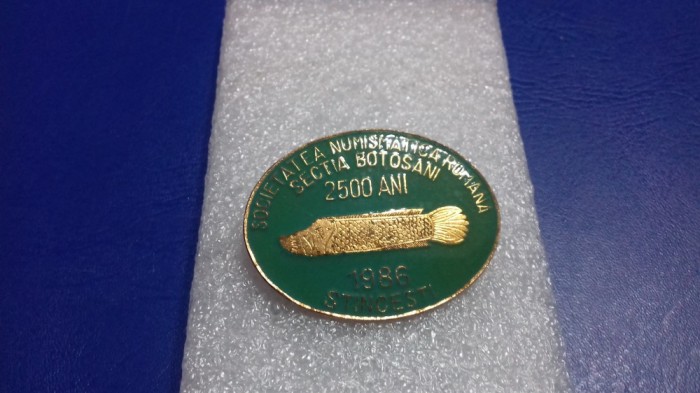 SOCIETATEA NUMISMATICA ROMANA
SECTIA BOTOSANI
2500 ANI
1986
STINCESTI